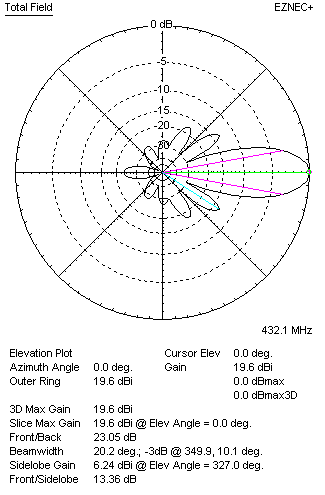 Total Field EZNEC+
0 dB
-5
-10
-15
-20
-30
432.1 MHz
Elevation Plot Cursor Elev 0.0 deg.
Azimuth Angle 0.0 deg. Gain 19.6 dBi
Outer Ring 19.6 dBi 0.0 dBmax
0.0 dBmax3D
3D Max Gain 19.6 dBi
Slice Max Gain 19.6 dBi @ Elev Angle = 0.0 deg.
Front/Back 23.05 dB
Beamwidth 20.2 deg.; -3dB @ 349.9, 10.1 deg.
Sidelobe Gain 6.24 dBi @ Elev Angle = 327.0 deg.
Front/Sidelobe 13.36 dB